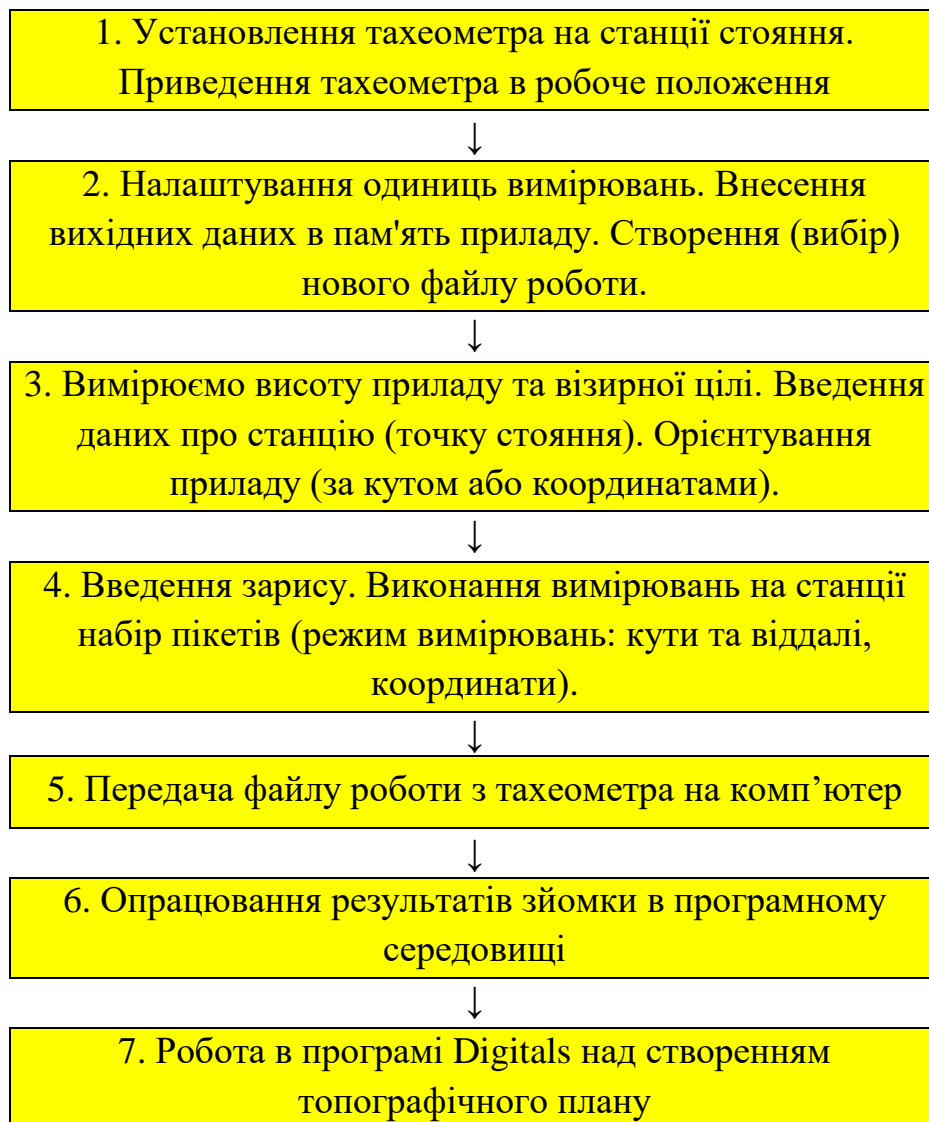 1. Установлення тахеометра на станції стояння.
Приведення тахеометра в робоче положення
↓
2. Налаштування одиниць вимірювань. Внесення
вихідних даних в пам'ять приладу. Створення (вибір)
нового файлу роботи.
↓
3. Вимірюємо висоту приладу та візирної цілі. Введення
даних про станцію (точку стояння). Орієнтування
приладу (за кутом або координатами).
↓
4. Введення зарису. Виконання вимірювань на станції
набір пікетів (режим вимірювань: кути та віддалі,
координати).
↓
5. Передача файлу роботи з тахеометра на комп’ютер
↓
6. Опрацювання результатів зйомки в програмному
середовищі
↓
7. Робота в програмі Digitals над створенням
топографічного плану